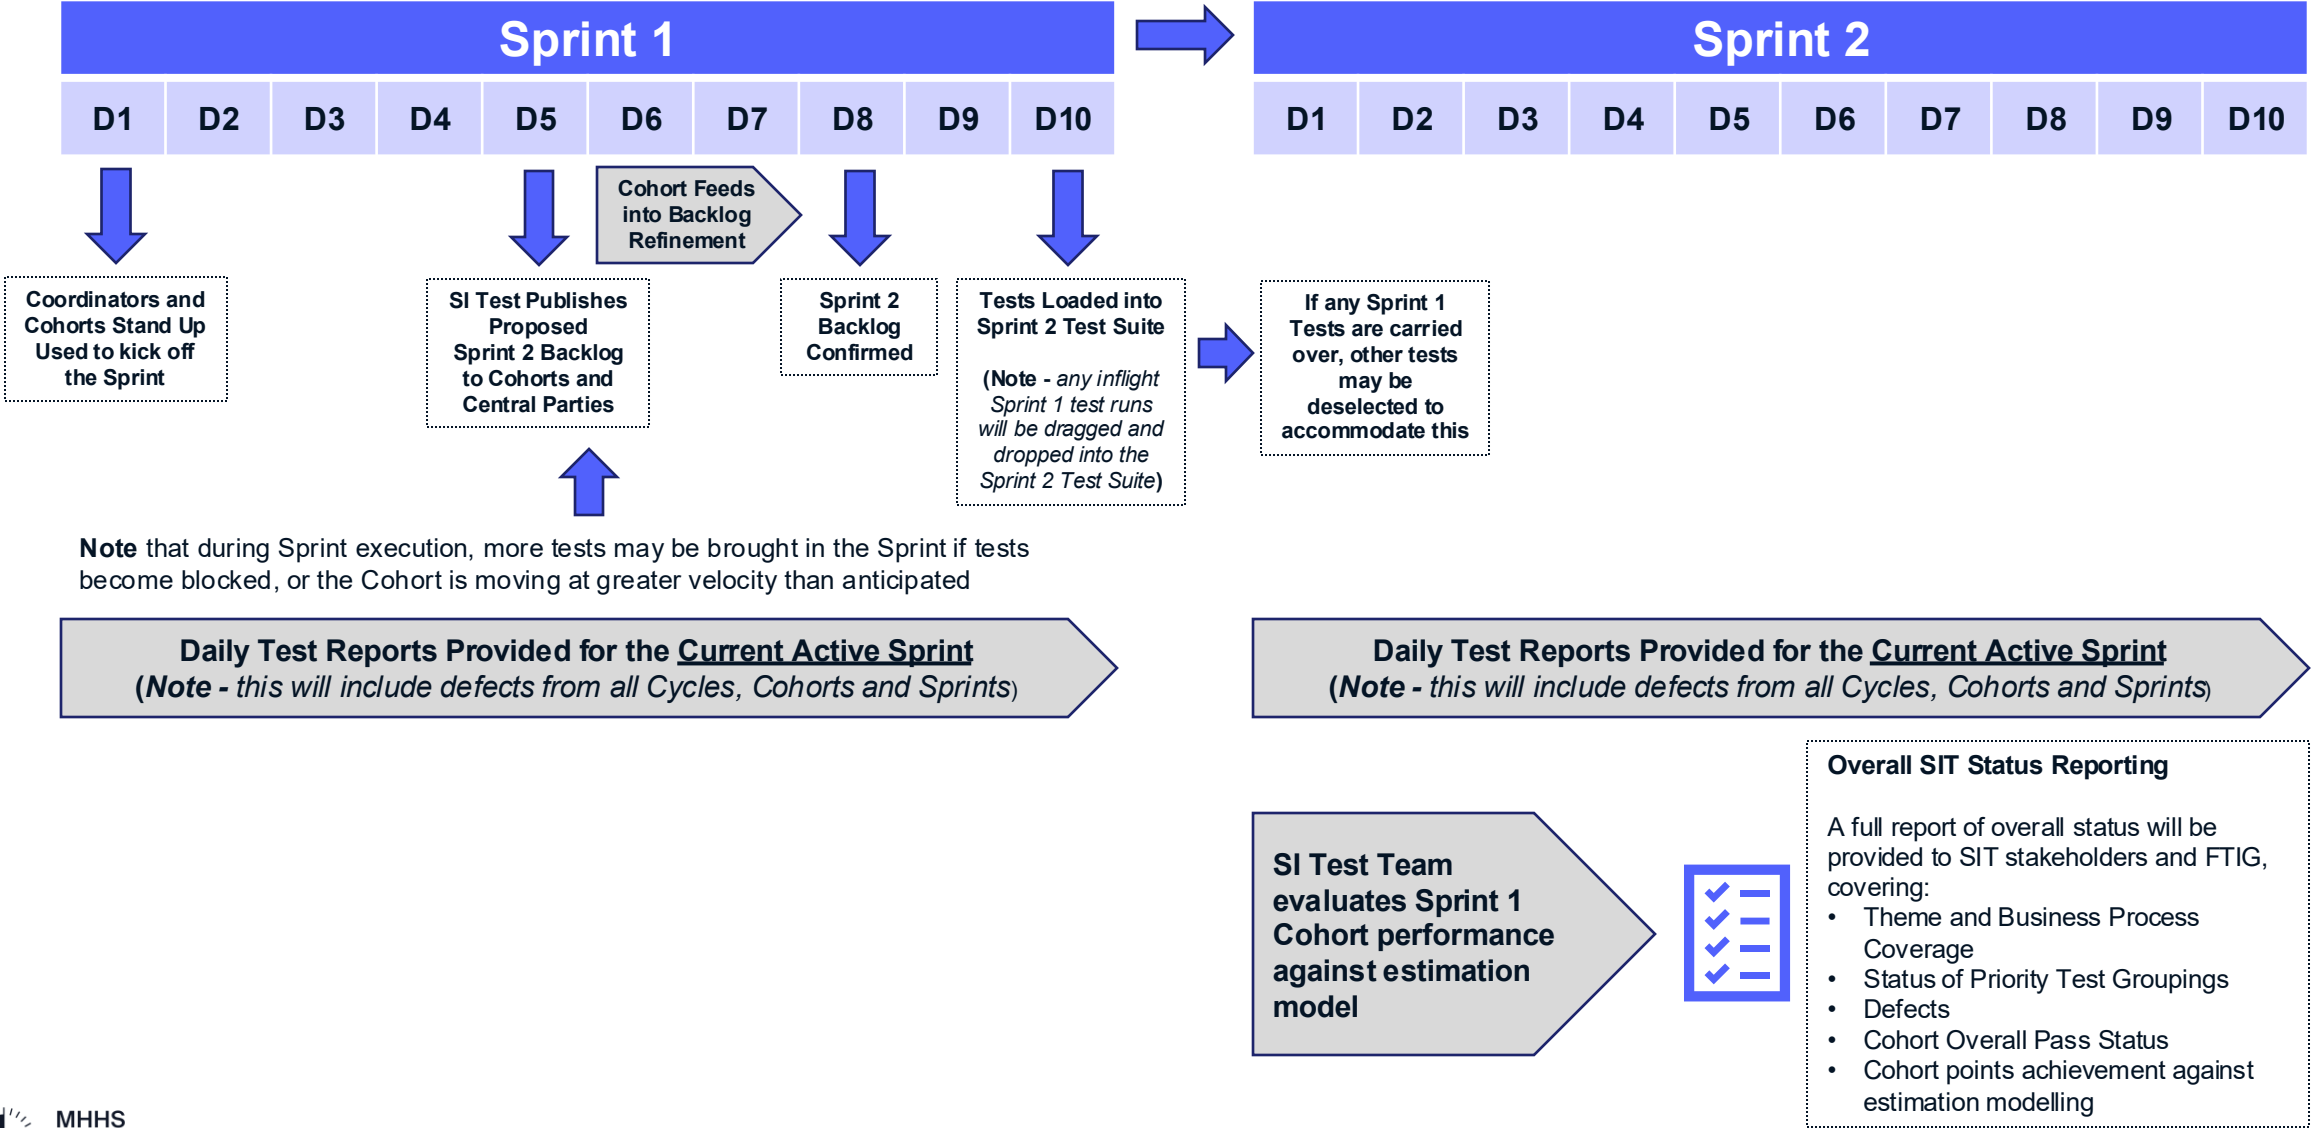 Sprint 1
Sprint 2
D1 D2 D3 D4 D5 D6 D7 D8 D9 D10
D1 D2 D3 D4 D5 D6 D7 D8 D9 D10
Cohort Feeds
into Backlog
Refinement
Coordinators and
Cohorts Stand Up
Used to kick off
the Sprint
SI Test Publishes
Proposed
Sprint 2 Backlog
to Cohorts and
Central Parties
Sprint 2
Backlog
Confirmed
Tests Loaded into
Sprint 2 Test Suite
(Note - any inflight
Sprint 1 test runs
will be dragged and
dropped into the
Sprint 2 Test Suite)
If any Sprint 1
Tests are carried
over, other tests
may be
deselected to
accommodate this
Note that during Sprint execution, more tests may be brought in the Sprint if tests
become blocked, or the Cohort is moving at greater velocity than anticipated
Daily Test Reports Provided for the Current Active Sprint
(Note - this will include defects from all Cycles, Cohorts and Sprints)
Daily Test Reports Provided for the Current Active Sprint
(Note - this will include defects from all Cycles, Cohorts and Sprints)
SI Test Team
evaluates Sprint 1
Cohort performance
against estimation
model
Overall SIT Status Reporting
A full report of overall status will be
provided to SIT stakeholders and FTIG,
covering:
• Theme and Business Process
Coverage
• Status of Priority Test Groupings
• Defects
• Cohort Overall Pass Status
• Cohort points achievement against
estimation modelling
MHHS